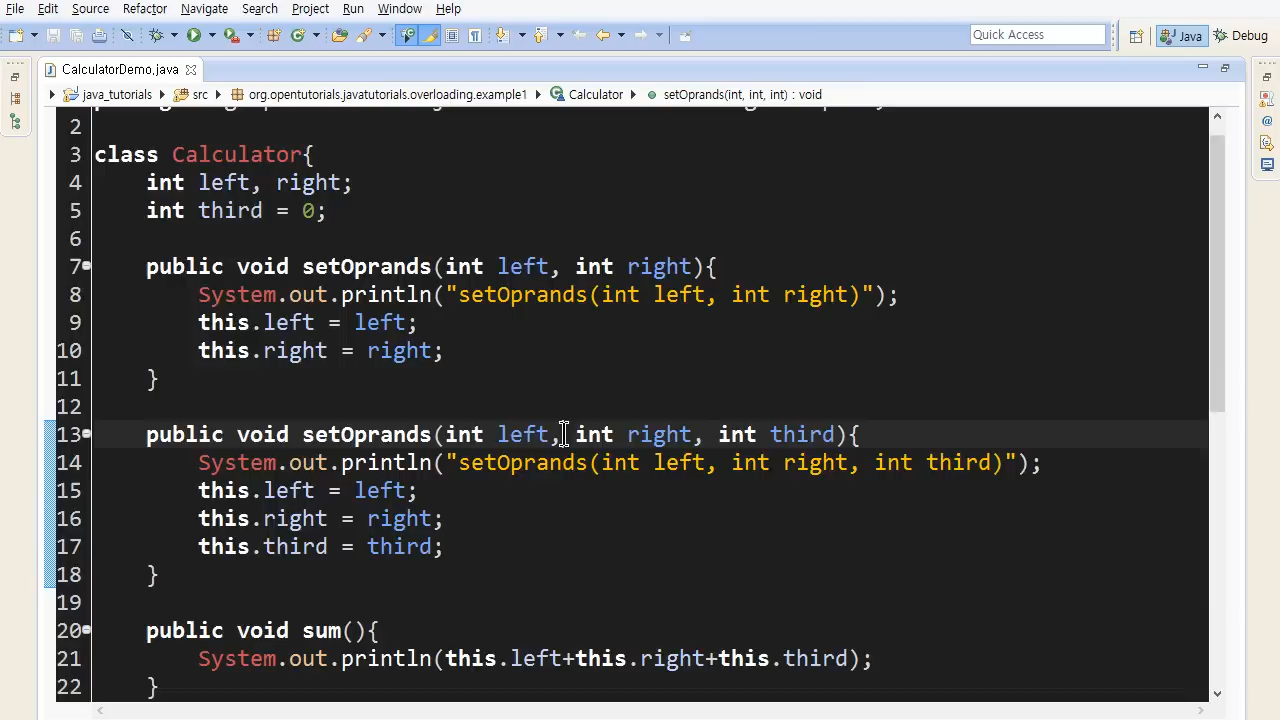 File Edit Source Refactor Navigate Search Project Run Window Help
Quick Access Java Debug
CalculatorDemo.java
java_tutorials src org.opentutorials.javatutorials.overloading.example1 Calculator setOprands(int, int, int) : void
2
3 class Calculator{
4 int left, right;
5 int third = 0;
6
7 public void setOprands(int left, int right){
8 System.out.println("setOprands(int left, int right)");
9 this.left = left;
10 this.right = right;
11 }
12
13 public void setOprands(int left, int right, int third){
14 System.out.println("setOprands(int left, int right, int third)");
15 this.left = left;
16 this.right = right;
17 this.third = third;
18 }
19
20 public void sum(){
21 System.out.println(this.left+this.right+this.third);
22 }